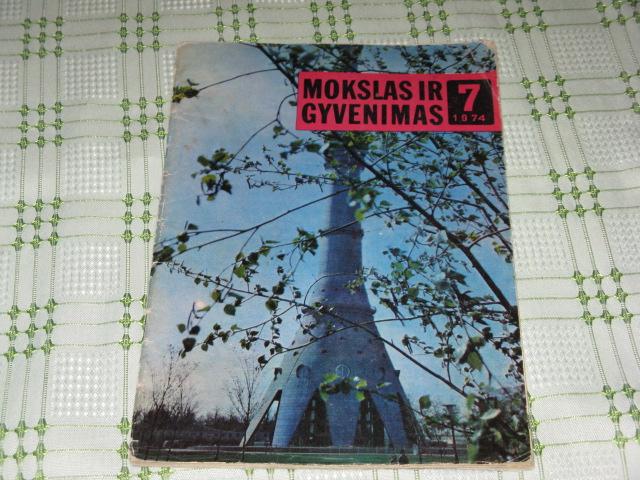 MOKSLAS IR
GYVENIMAS
7
1974